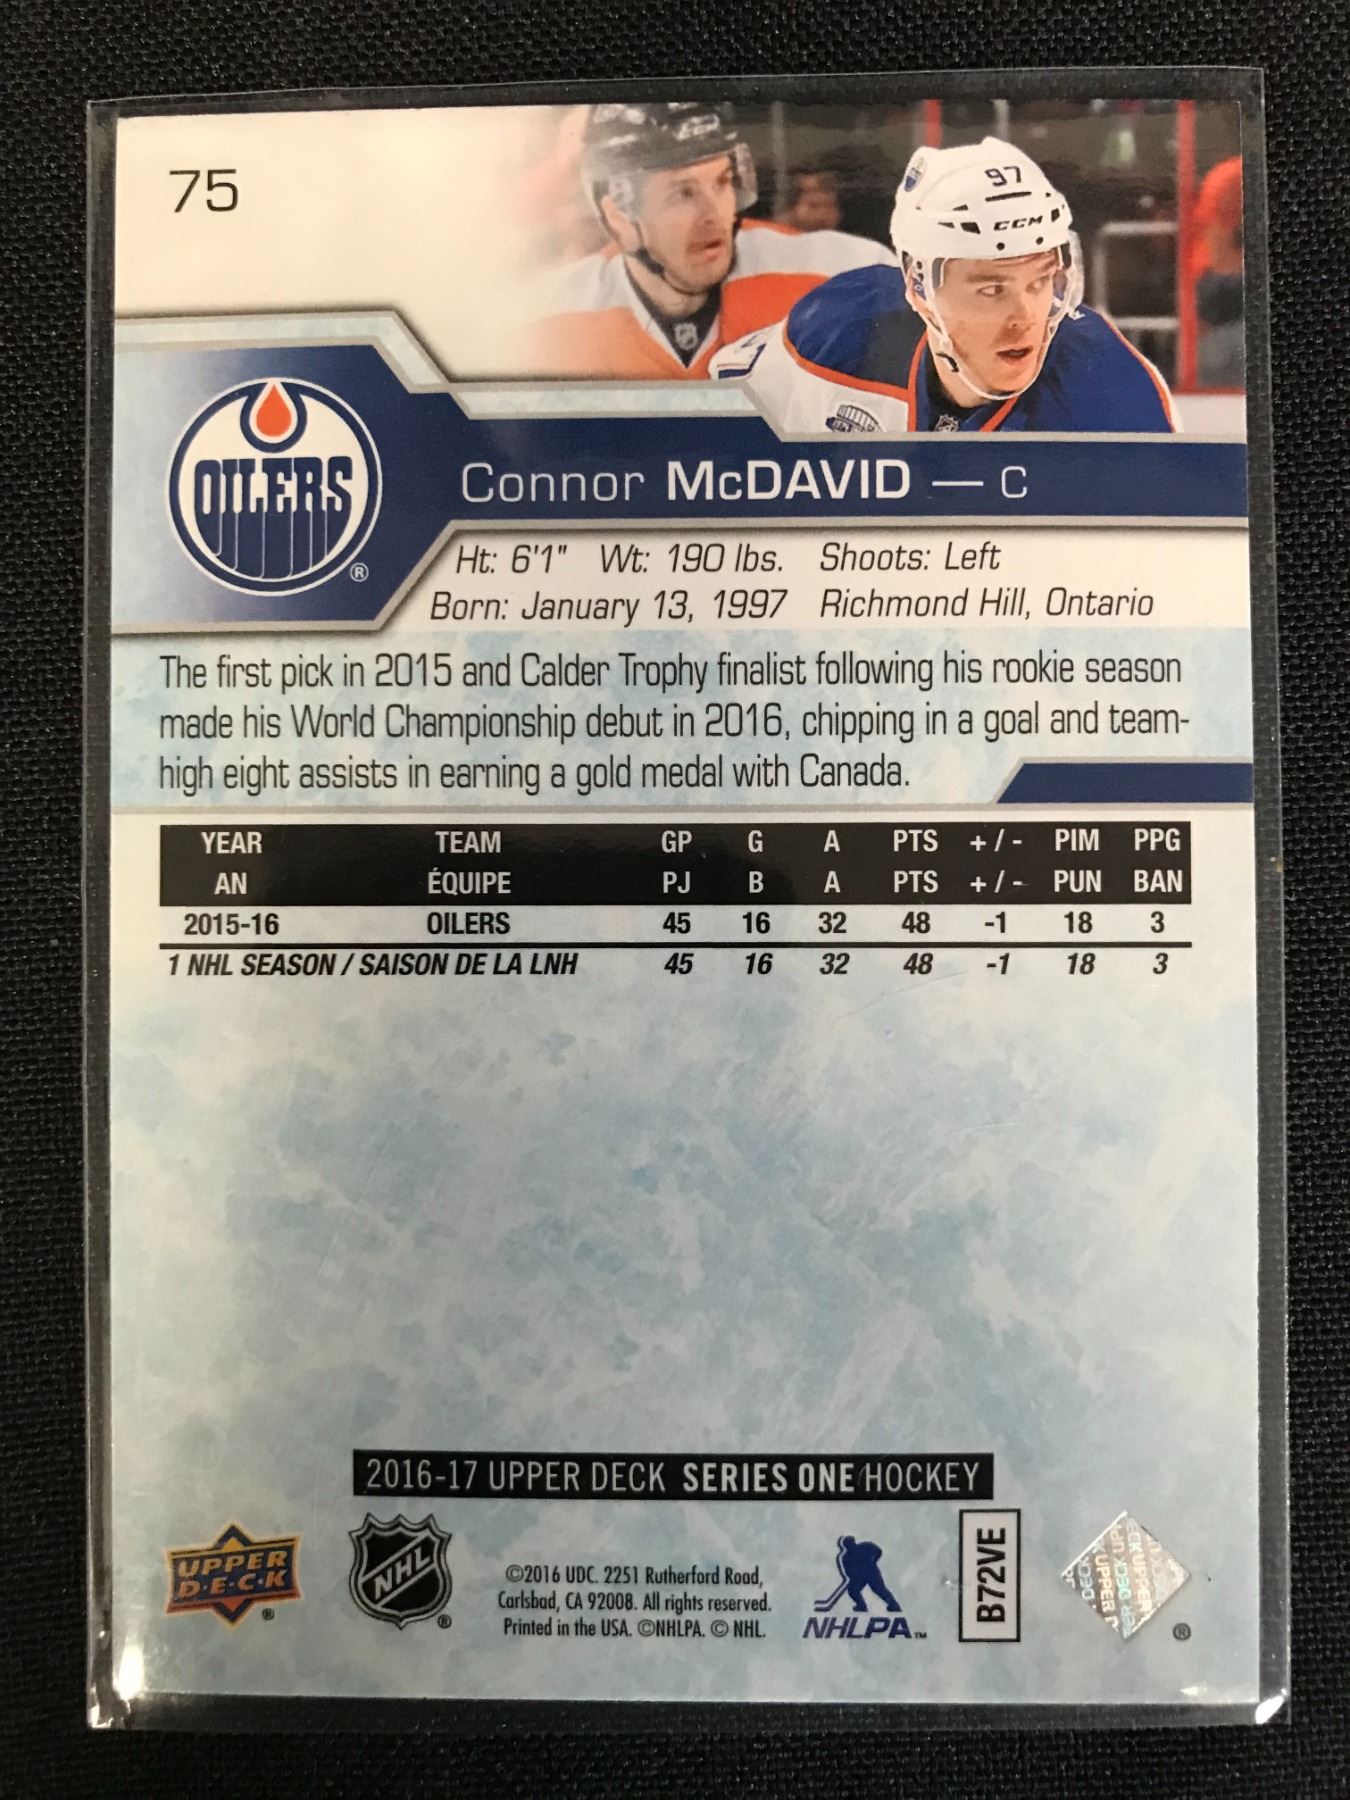 75
97
CCM
OILERS
®
Connor McDAVID — C
Ht: 6'1" Wt: 190 lbs. Shoots: Left
Born: January 13, 1997 Richmond Hill, Ontario
The first pick in 2015 and Calder Trophy finalist following his rookie season
made his World Championship debut in 2016, chipping in a goal and team-
high eight assists in earning a gold medal with Canada.
YEAR TEAM GP G A PTS +/- PIM PPG
AN ÉQUIPE PJ B A PTS +/- PUN BAN
2015-16 OILERS 45 16 32 48 -1 18 3
1 NHL SEASON / SAISON DE LA LNH 45 16 32 48 -1 18 3
2016-17 UPPER DECK SERIES ONE HOCKEY
UPPER
D·E·C·K
®
NHL
®
©2016 UDC. 2251 Rutherford Road,
Carlsbad, CA 92008. All rights reserved.
Printed in the USA. ©NHLPA. © NHL.
NHLPA™
B72VE
®